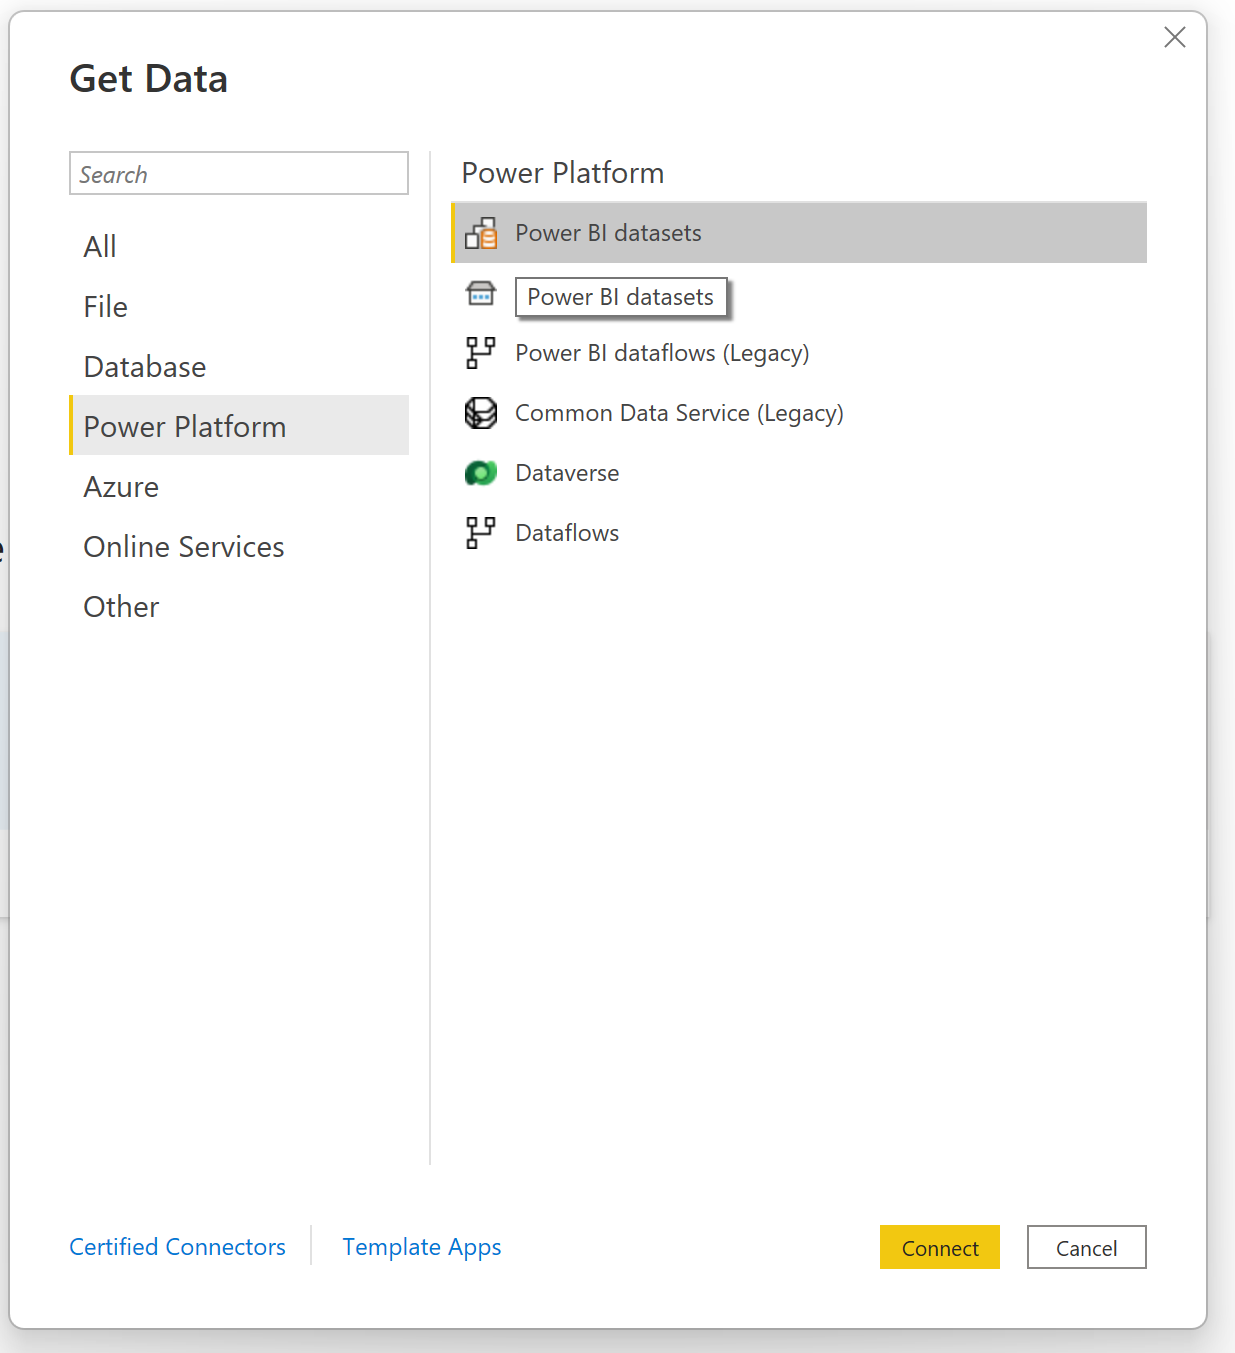 Get Data
Search
All
File
Database
Power Platform
Azure
Online Services
Other
Power Platform
Power BI datasets
Power BI datasets
Power BI dataflows (Legacy)
Common Data Service (Legacy)
Dataverse
Dataflows
Certified Connectors
Template Apps
Connect
Cancel